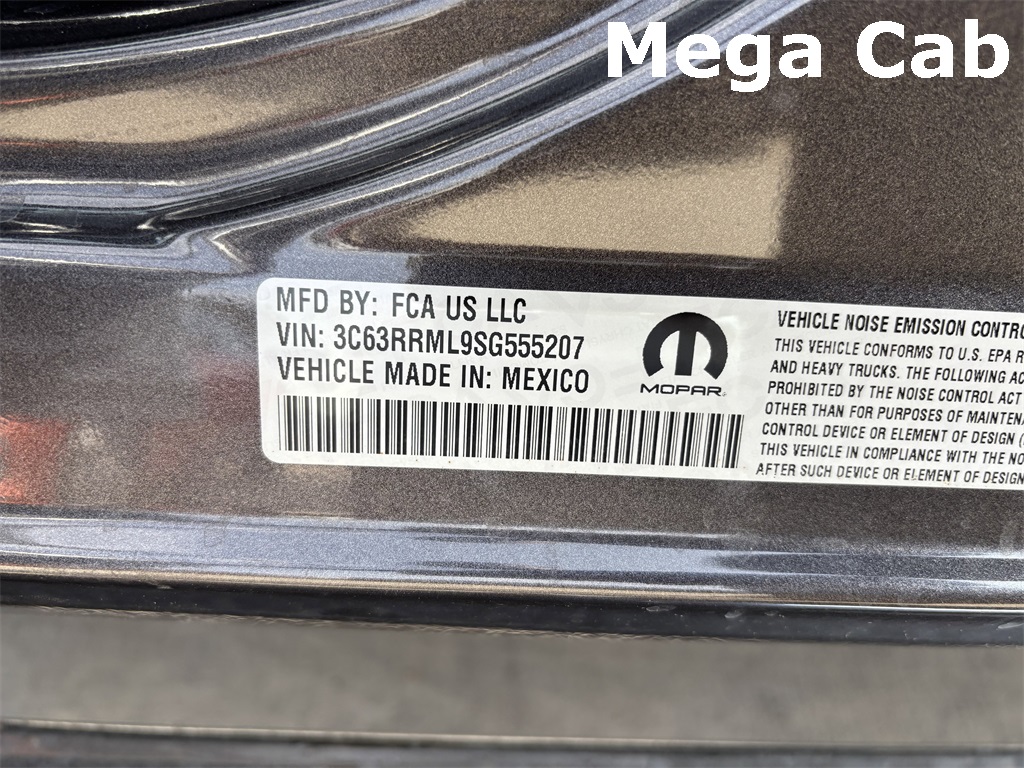 Mega Cab
MFD BY: FCA US LLC
VIN: 3C63RRML9SG555207
VEHICLE MADE IN: MEXICO
MOPAR
VEHICLE NOISE EMISSION CONTRO
THIS VEHICLE CONFORMS TO U.S. EPA R
AND HEAVY TRUCKS. THE FOLLOWING AC
PROHIBITED BY THE NOISE CONTROL ACT
OTHER THAN FOR PURPOSES OF MAINTENA
CONTROL DEVICE OR ELEMENT OF DESIGN (
THIS VEHICLE IN COMPLIANCE WITH THE NO
AFTER SUCH DEVICE OR ELEMENT OF DESIGN